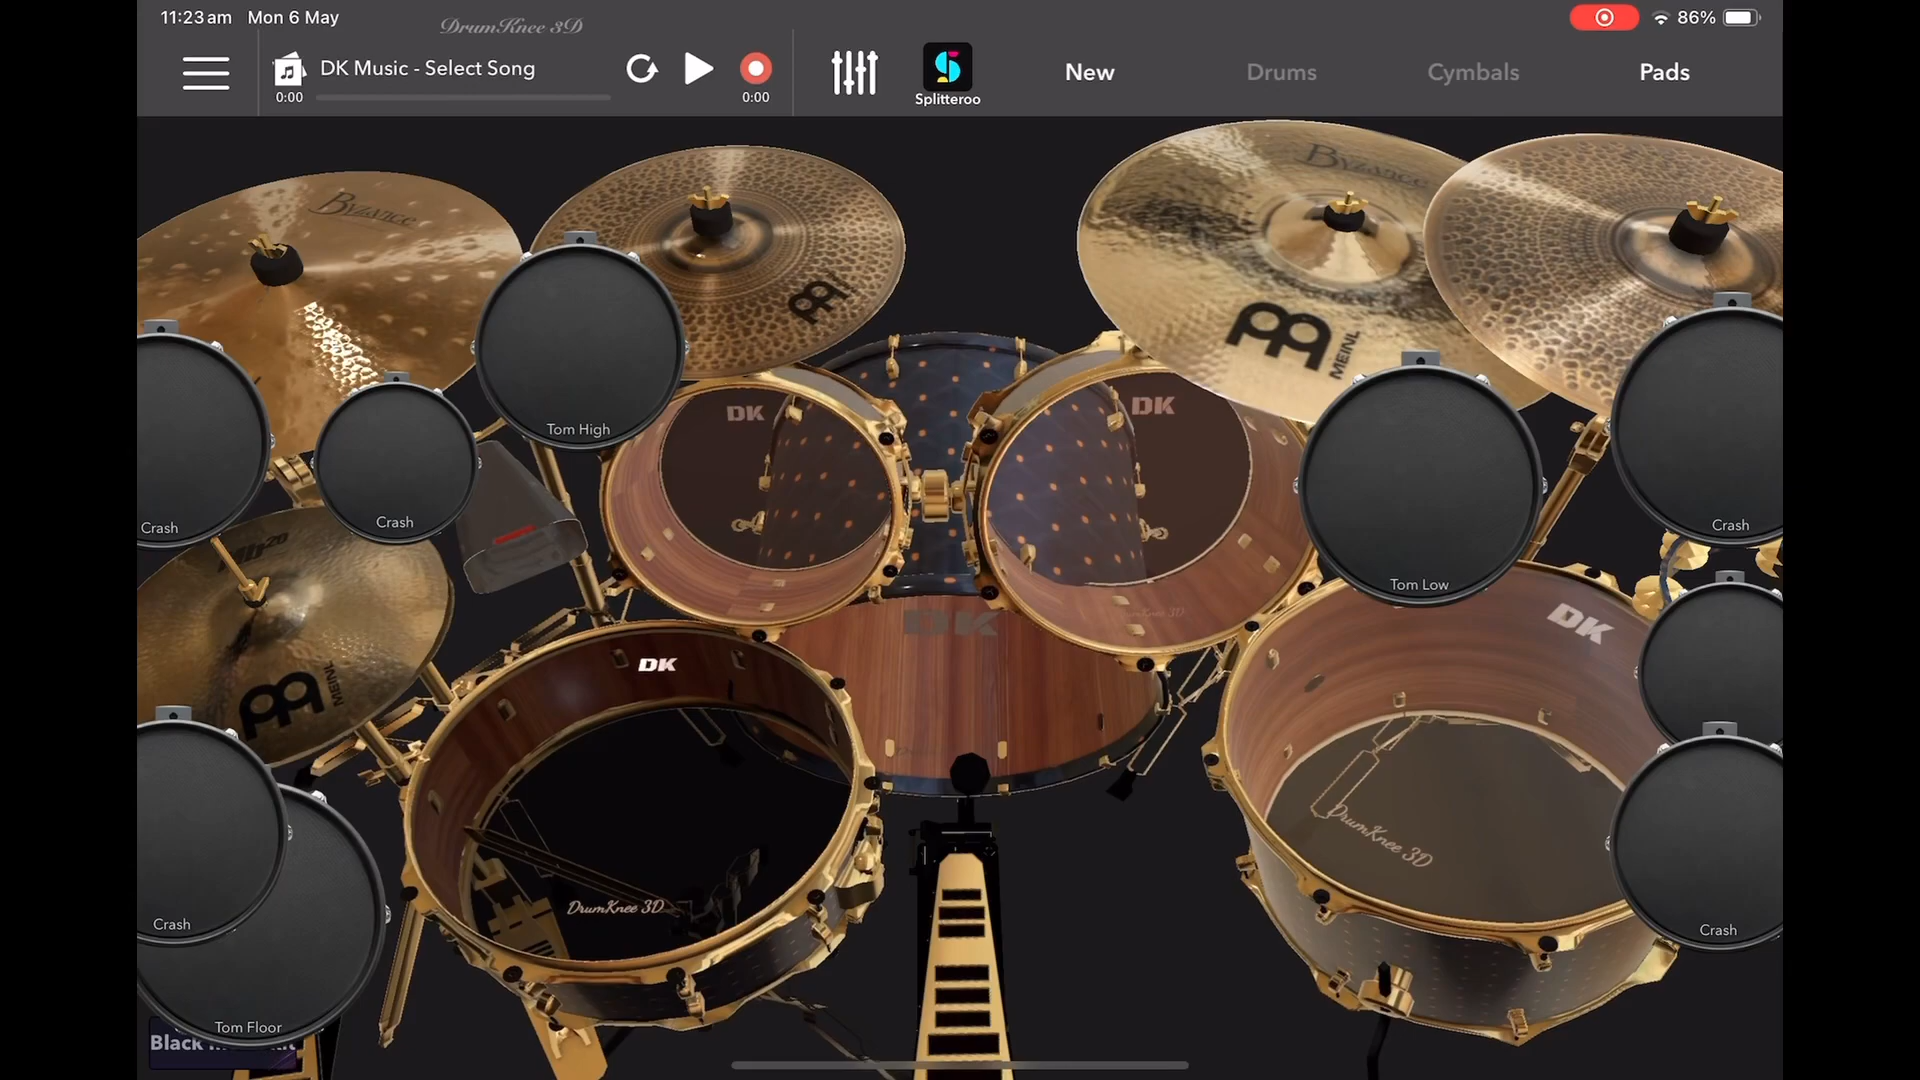 11:23 am Mon 6 May
DrumKnee 3D
86%
DK Music - Select Song
0:00
0:00
Splitteroo
New
Drums
Cymbals
Pads
Byzance
Byzance
MEINL
Tom High
DK
DK
Crash
Crash
Crash
Tom Low
DK
DK
DK
MEINL
DrumKnee 3D
DrumKnee 3D
Crash
Crash
Tom Floor
Black